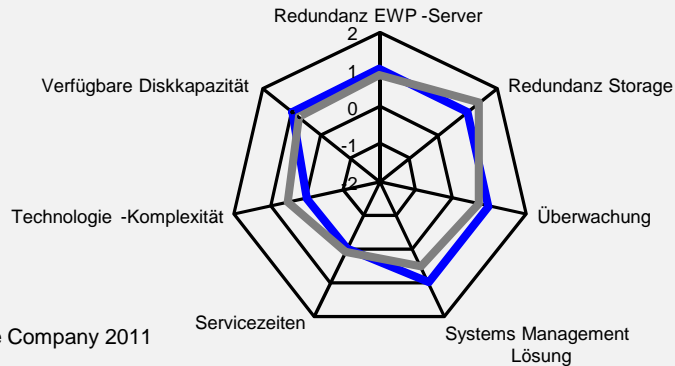 Redundanz EWP -Server
2
Verfügbare Diskkapazität
1
Redundanz Storage
0
-1
-2
Technologie -Komplexität
Überwachung
Servicezeiten
Company 2011
Systems Management
Lösung